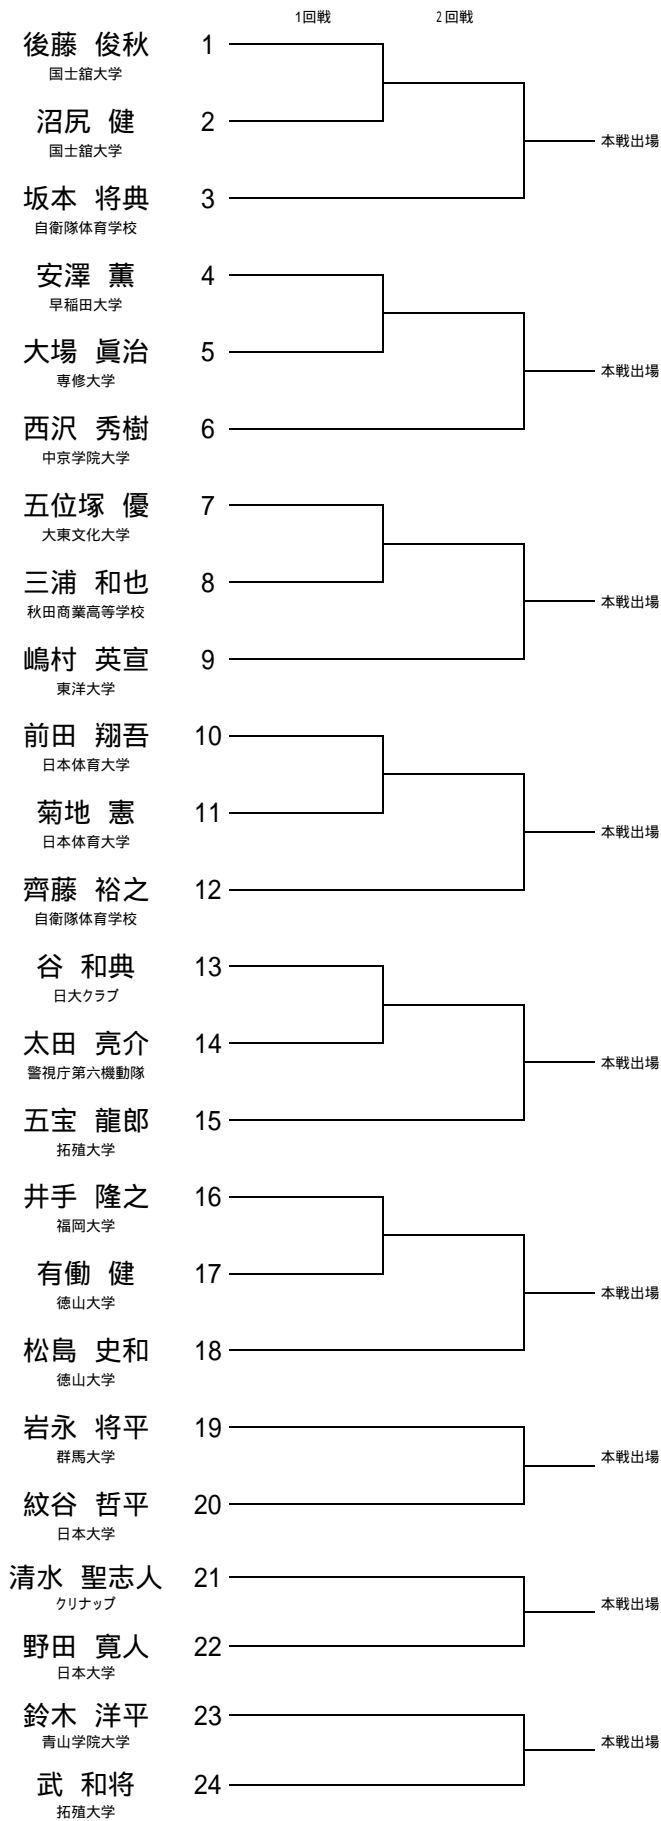 1回戦 2回戦
後藤 俊秋 1
国士舘大学
沼尻 健 2
国士舘大学
本戦出場
坂本 将典 3
自衛隊体育学校
安澤 薫 4
早稲田大学
大場 眞治 5
専修大学
本戦出場
西沢 秀樹 6
中京学院大学
五位塚 優 7
大東文化大学
三浦 和也 8
秋田商業高等学校
本戦出場
嶋村 英宣 9
東洋大学
前田 翔吾 10
日本体育大学
菊地 憲 11
日本体育大学
本戦出場
齊藤 裕之 12
自衛隊体育学校
谷 和典 13
日大クラブ
太田 亮介 14
警視庁第六機動隊
本戦出場
五宝 龍郎 15
拓殖大学
井手 隆之 16
福岡大学
有働 健 17
徳山大学
本戦出場
松島 史和 18
徳山大学
岩永 将平 19
群馬大学
本戦出場
紋谷 哲平 20
日本大学
清水 聖志人 21
クリナップ
本戦出場
野田 寛人 22
日本大学
鈴木 洋平 23
青山学院大学
本戦出場
武 和将 24
拓殖大学